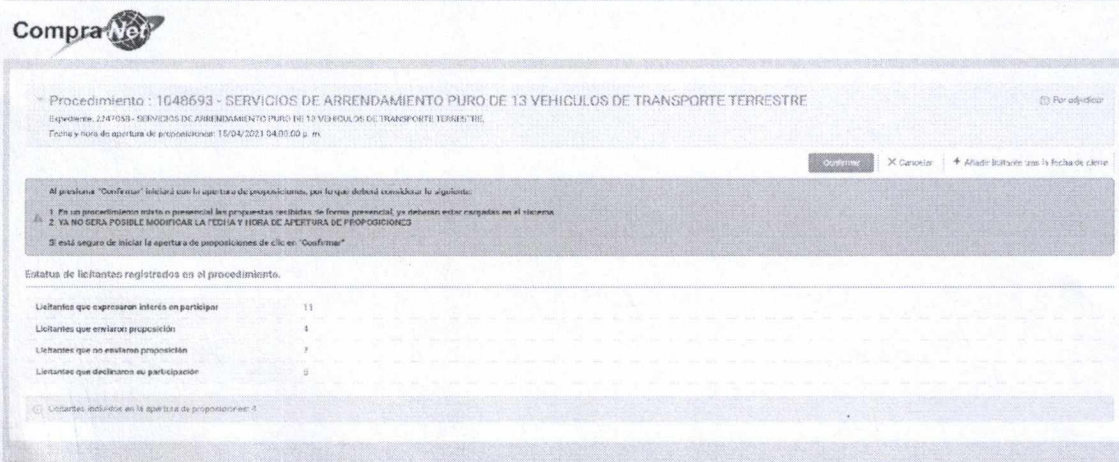 CompraNet
Procedimiento : 1048693 - SERVICIOS DE ARRENDAMIENTO PURO DE 13 VEHICULOS DE TRANSPORTE TERRESTRE
Por adjudicar
Expediente: 2247058 - SERVICIOS DE ARRENDAMIENTO PURO DE 13 VEHICULOS DE TRANSPORTE TERRESTRE
Fecha y hora de apertura de proposiciones: 15/04/2021 04:00:00 p. m.
Confirmar Cancelar Añadir licitante tras la fecha de cierre
Al presionar "Confirmar" iniciará con la apertura de proposiciones, por lo que deberá considerar lo siguiente:
1. En un procedimiento mixto o presencial las propuestas recibidas de forma presencial, ya deberán estar cargadas en el sistema
2. YA NO SERA POSIBLE MODIFICAR LA FECHA Y HORA DE APERTURA DE PROPOSICIONES
Si está seguro de iniciar la apertura de proposiciones de clic en "Confirmar"
Estatus de licitantes registrados en el procedimiento.
Licitantes que expresaron interés en participar 11
Licitantes que enviaron proposición 4
Licitantes que no enviaron proposición 7
Licitantes que declinaron su participación 0
Licitantes incluidos en la apertura de proposiciones: 4